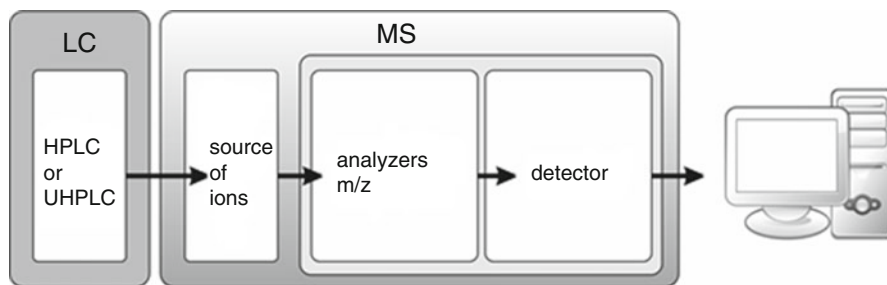 LC
MS
HPLC
or
UHPLC
source
of
ions
analyzers
m/z
detector